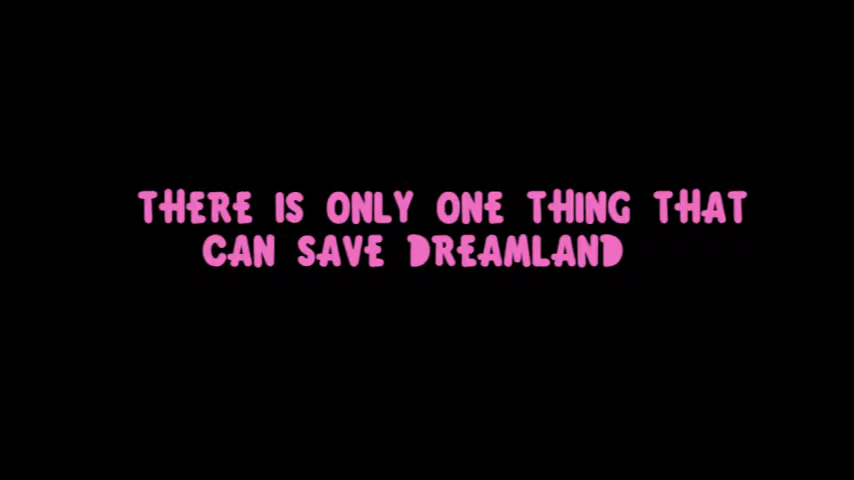 THERE IS ONLY ONE THING THAT
CAN SAVE DREAMLAND